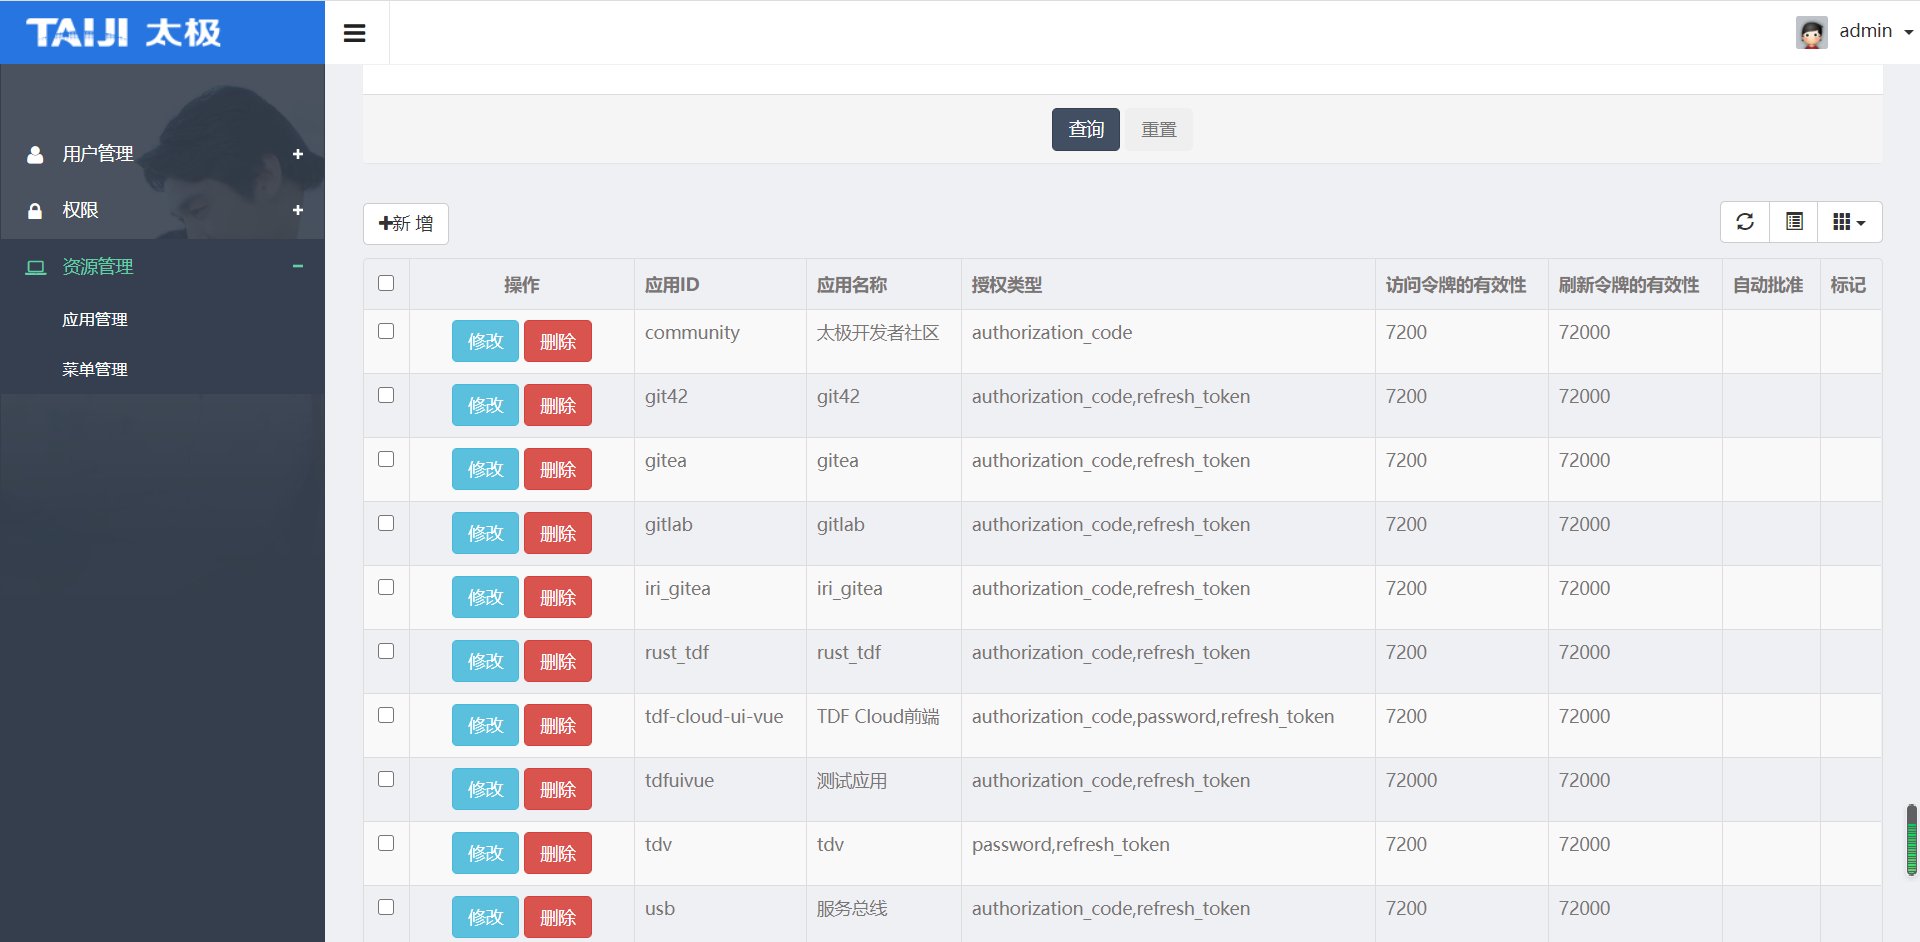 TAIJI 太极
admin
用户管理
权限
资源管理
应用管理
菜单管理
查询 重置
新 增
操作 应用ID 应用名称 授权类型 访问令牌的有效性 刷新令牌的有效性 自动批准 标记
修改 删除 community 太极开发者社区 authorization_code 7200 72000
修改 删除 git42 git42 authorization_code,refresh_token 7200 72000
修改 删除 gitea gitea authorization_code,refresh_token 7200 72000
修改 删除 gitlab gitlab authorization_code,refresh_token 7200 72000
修改 删除 iri_gitea iri_gitea authorization_code,refresh_token 7200 72000
修改 删除 rust_tdf rust_tdf authorization_code,refresh_token 7200 72000
修改 删除 tdf-cloud-ui-vue TDF Cloud前端 authorization_code,password,refresh_token 7200 72000
修改 删除 tdfuivue 测试应用 authorization_code,refresh_token 72000 72000
修改 删除 tdv tdv password,refresh_token 7200 72000
修改 删除 usb 服务总线 authorization_code,refresh_token 7200 72000